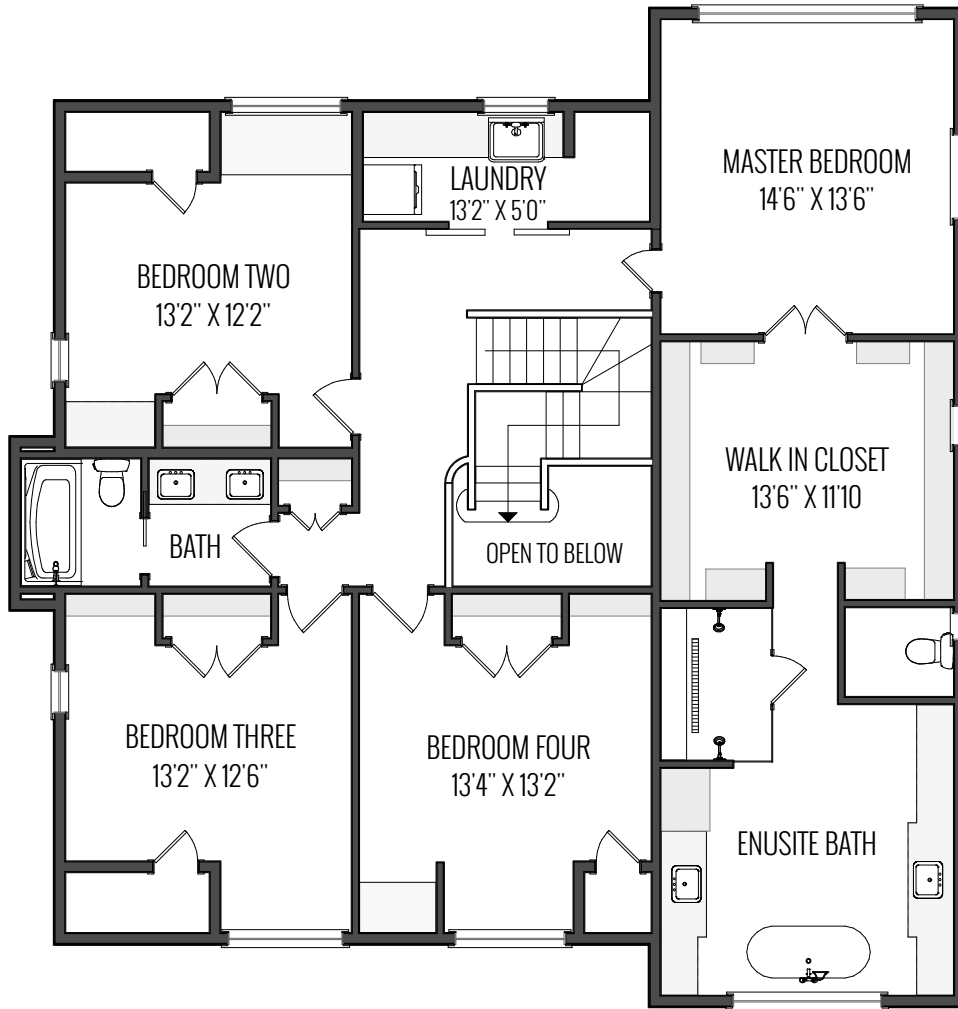 MASTER BEDROOM
14'6" X 13'6"
LAUNDRY
13'2" X 5'0"
BEDROOM TWO
13'2" X 12'2"
WALK IN CLOSET
13'6" X 11'10
BATH
OPEN TO BELOW
BEDROOM THREE
13'2" X 12'6"
BEDROOM FOUR
13'4" X 13'2"
ENUSITE BATH